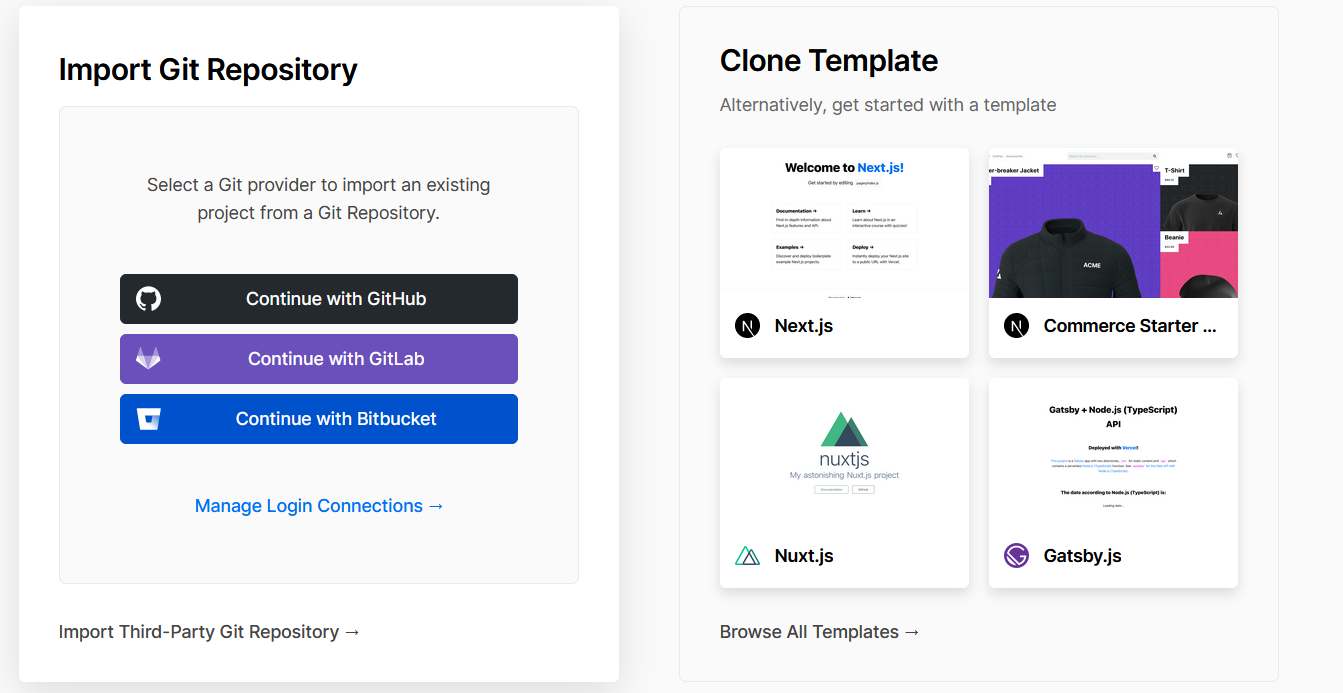 Import Git Repository
Select a Git provider to import an existing
project from a Git Repository.
Continue with GitHub
Continue with GitLab
Continue with Bitbucket
Manage Login Connections →
Import Third-Party Git Repository →
Clone Template
Alternatively, get started with a template
Welcome to Next.js!
Get started by editing pages/index.js
Documentation →
Find in-depth information about
Next.js features and API.
Learn →
Learn about Next.js in an
interactive course with quizzes!
Examples →
Discover and deploy boilerplate
example Next.js projects.
Deploy →
Instantly deploy your Next.js site
to a public URL with Vercel.
Next.js
er-breaker Jacket
T-Shirt
Beanie
ACME
Commerce Starter ...
nuxtjs
My astonishing Nuxt.js project
Documentation
GitHub
Nuxt.js
Gatsby + Node.js (TypeScript)
API
Deployed with Vercel!
The date according to Node.js (TypeScript) is:
Loading date...
Gatsby.js
Browse All Templates →